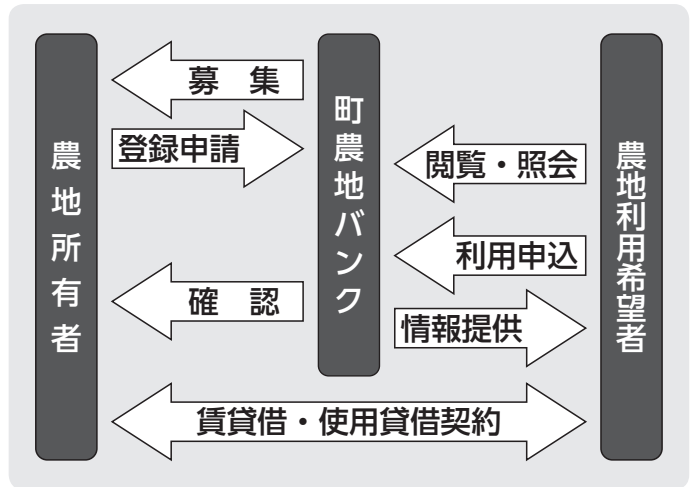 農地所有者
町農地バンク
農地利用希望者
募　集
登録申請
閲覧・照会
利用申込
確　認
情報提供
賃貸借・使用貸借契約